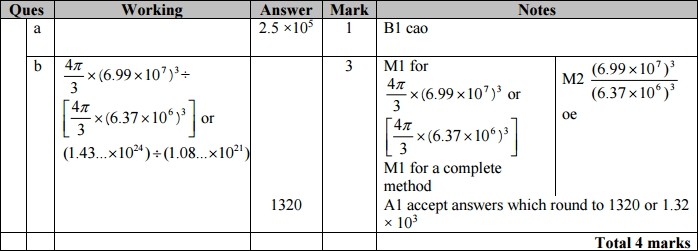 Ques Working Answer Mark Notes
a 2.5 ×10⁵ 1 B1 cao
b 4π/3 × (6.99 × 10⁷)³ ÷
[4π/3 × (6.37 × 10⁶)³] or
(1.43...×10²⁴) ÷ (1.08...×10²¹)
1320
3
M1 for
4π/3 × (6.99 × 10⁷)³ or
[4π/3 × (6.37 × 10⁶)³]
M1 for a complete
method
M2 (6.99 × 10⁷)³/(6.37 × 10⁶)³
oe
A1 accept answers which round to 1320 or 1.32
× 10³
Total 4 marks